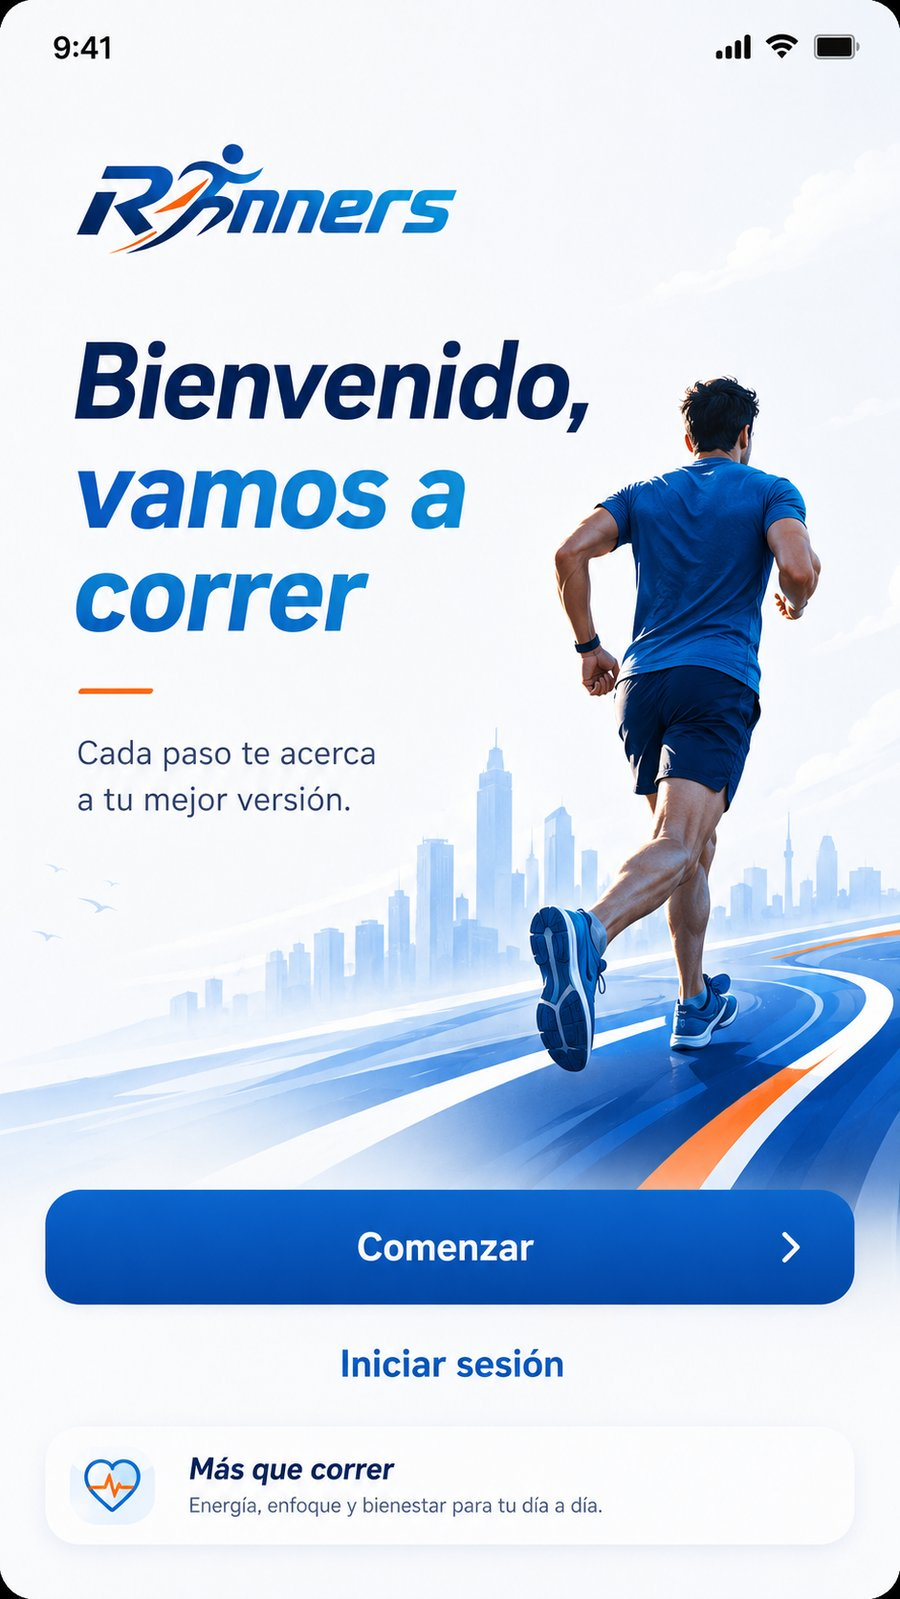 9:41
Runners
Bienvenido,
vamos a
correr
Cada paso te acerca
a tu mejor versión.
Comenzar
Iniciar sesión
Más que correr
Energía, enfoque y bienestar para tu día a día.